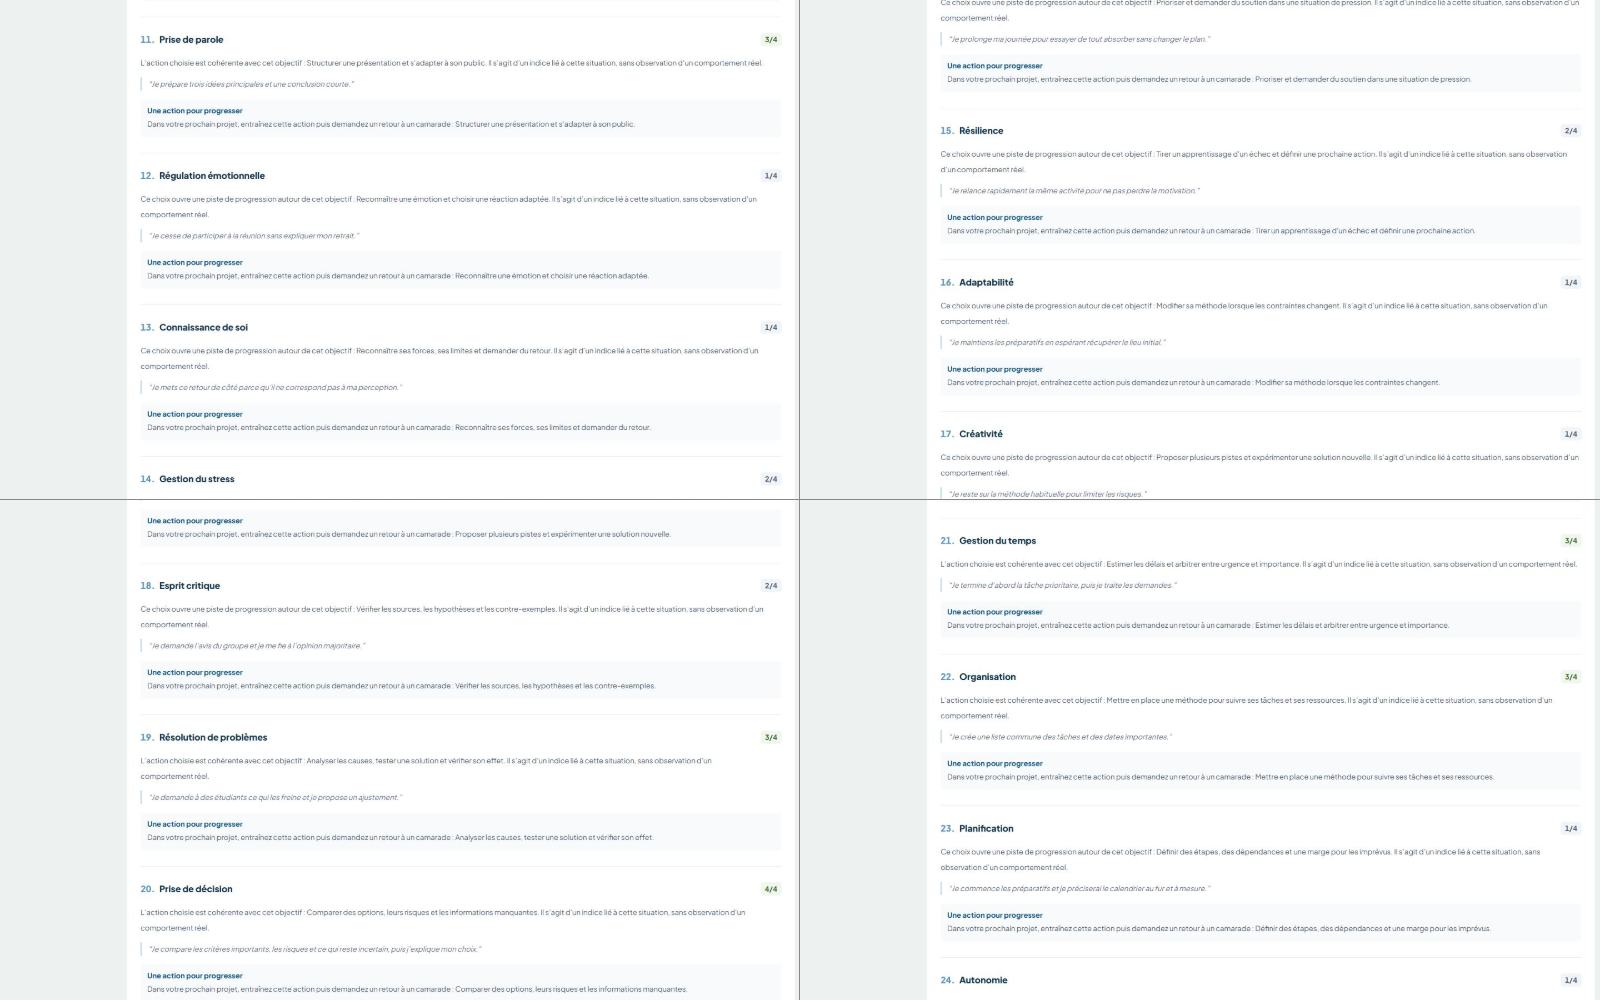 11. Prise de parole 3/4
L'action choisie est cohérente avec cet objectif : Structurer une présentation et s'adapter à son public. Il s'agit d'un indice lié à cette situation, sans observation d'un comportement réel.
"Je prépare trois idées principales et une conclusion courte."
Une action pour progresser
Dans votre prochain projet, entraînez cette action puis demandez un retour à un camarade : Structurer une présentation et s'adapter à son public.
12. Régulation émotionnelle 1/4
Ce choix ouvre une piste de progression autour de cet objectif : Reconnaître une émotion et choisir une réaction adaptée. Il s'agit d'un indice lié à cette situation, sans observation d'un
comportement réel.
"Je cesse de participer à la réunion sans expliquer mon retrait."
Une action pour progresser
Dans votre prochain projet, entraînez cette action puis demandez un retour à un camarade : Reconnaître une émotion et choisir une réaction adaptée.
13. Connaissance de soi 1/4
Ce choix ouvre une piste de progression autour de cet objectif : Reconnaître ses forces, ses limites et demander du retour. Il s'agit d'un indice lié à cette situation, sans observation d'un
comportement réel.
"Je mets ce retour de côté parce qu'il ne correspond pas à ma perception."
Une action pour progresser
Dans votre prochain projet, entraînez cette action puis demandez un retour à un camarade : Reconnaître ses forces, ses limites et demander du retour.
14. Gestion du stress 2/4
Ce choix ouvre une piste de progression autour de cet objectif : Prioriser et demander du soutien dans une situation de pression. Il s'agit d'un indice lié à cette situation, sans observation d'un
comportement réel.
"Je prolonge ma journée pour essayer de tout absorber sans changer le plan."
Une action pour progresser
Dans votre prochain projet, entraînez cette action puis demandez un retour à un camarade : Prioriser et demander du soutien dans une situation de pression.
15. Résilience 2/4
Ce choix ouvre une piste de progression autour de cet objectif : Tirer un apprentissage d'un échec et définir une prochaine action. Il s'agit d'un indice lié à cette situation, sans observation
d'un comportement réel.
"Je relance rapidement la même activité pour ne pas perdre la motivation."
Une action pour progresser
Dans votre prochain projet, entraînez cette action puis demandez un retour à un camarade : Tirer un apprentissage d'un échec et définir une prochaine action.
16. Adaptabilité 1/4
Ce choix ouvre une piste de progression autour de cet objectif : Modifier sa méthode lorsque les contraintes changent. Il s'agit d'un indice lié à cette situation, sans observation d'un
comportement réel.
"Je maintiens les préparatifs en espérant récupérer le lieu initial."
Une action pour progresser
Dans votre prochain projet, entraînez cette action puis demandez un retour à un camarade : Modifier sa méthode lorsque les contraintes changent.
17. Créativité 1/4
Ce choix ouvre une piste de progression autour de cet objectif : Proposer plusieurs pistes et expérimenter une solution nouvelle. Il s'agit d'un indice lié à cette situation, sans observation d'un
comportement réel.
"Je reste sur la méthode habituelle pour limiter les risques."
Une action pour progresser
Dans votre prochain projet, entraînez cette action puis demandez un retour à un camarade : Proposer plusieurs pistes et expérimenter une solution nouvelle.
18. Esprit critique 2/4
Ce choix ouvre une piste de progression autour de cet objectif : Vérifier les sources, les hypothèses et les contre-exemples. Il s'agit d'un indice lié à cette situation, sans observation d'un
comportement réel.
"Je demande l'avis du groupe et je me fie à l'opinion majoritaire."
Une action pour progresser
Dans votre prochain projet, entraînez cette action puis demandez un retour à un camarade : Vérifier les sources, les hypothèses et les contre-exemples.
19. Résolution de problèmes 3/4
L'action choisie est cohérente avec cet objectif : Analyser les causes, tester une solution et vérifier son effet. Il s'agit d'un indice lié à cette situation, sans observation d'un
comportement réel.
"Je demande à des étudiants ce qui les freine et je propose un ajustement."
Une action pour progresser
Dans votre prochain projet, entraînez cette action puis demandez un retour à un camarade : Analyser les causes, tester une solution et vérifier son effet.
20. Prise de décision 4/4
L'action choisie est cohérente avec cet objectif : Comparer des options, leurs risques et les informations manquantes. Il s'agit d'un indice lié à cette situation, sans observation d'un
comportement réel.
"Je compare les critères importants, les risques et ce qui reste incertain, puis j'explique mon choix."
Une action pour progresser
Dans votre prochain projet, entraînez cette action puis demandez un retour à un camarade : Comparer des options, leurs risques et les informations manquantes.
21. Gestion du temps 3/4
L'action choisie est cohérente avec cet objectif : Estimer les délais et arbitrer entre urgence et importance. Il s'agit d'un indice lié à cette situation, sans observation d'un comportement réel.
"Je termine d'abord la tâche prioritaire, puis je traite les demandes."
Une action pour progresser
Dans votre prochain projet, entraînez cette action puis demandez un retour à un camarade : Estimer les délais et arbitrer entre urgence et importance.
22. Organisation 3/4
L'action choisie est cohérente avec cet objectif : Mettre en place une méthode pour suivre ses tâches et ses ressources. Il s'agit d'un indice lié à cette situation, sans observation d'un
comportement réel.
"Je crée une liste commune des tâches et des dates importantes."
Une action pour progresser
Dans votre prochain projet, entraînez cette action puis demandez un retour à un camarade : Mettre en place une méthode pour suivre ses tâches et ses ressources.
23. Planification 1/4
Ce choix ouvre une piste de progression autour de cet objectif : Définir des étapes, des dépendances et une marge pour les imprévus. Il s'agit d'un indice lié à cette situation, sans
observation d'un comportement réel.
"Je commence les préparatifs et je préciserai le calendrier au fur et à mesure."
Une action pour progresser
Dans votre prochain projet, entraînez cette action puis demandez un retour à un camarade : Définir des étapes, des dépendances et une marge pour les imprévus.
24. Autonomie 1/4